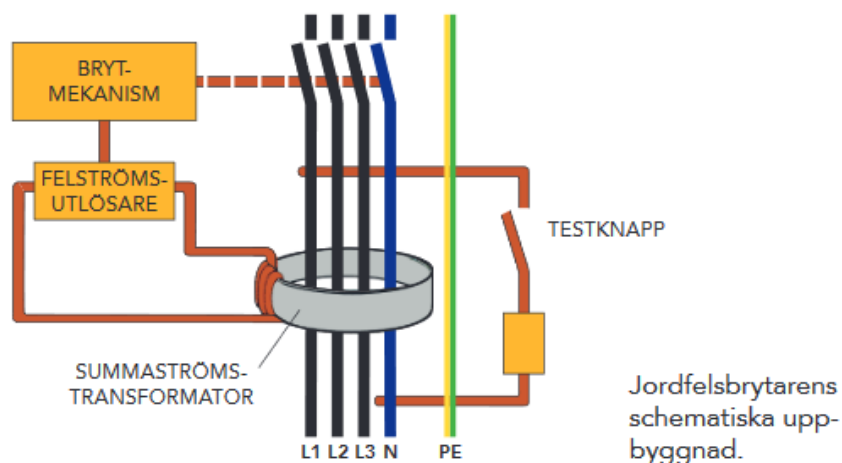 BRYT-
MEKANISM
FELSTRÖMS-
UTLÖSARE
TESTKNAPP
SUMMASTRÖMS-
TRANSFORMATOR
L1 L2 L3 N PE
Jordfelsbrytarens
schematiska upp-
byggnad.